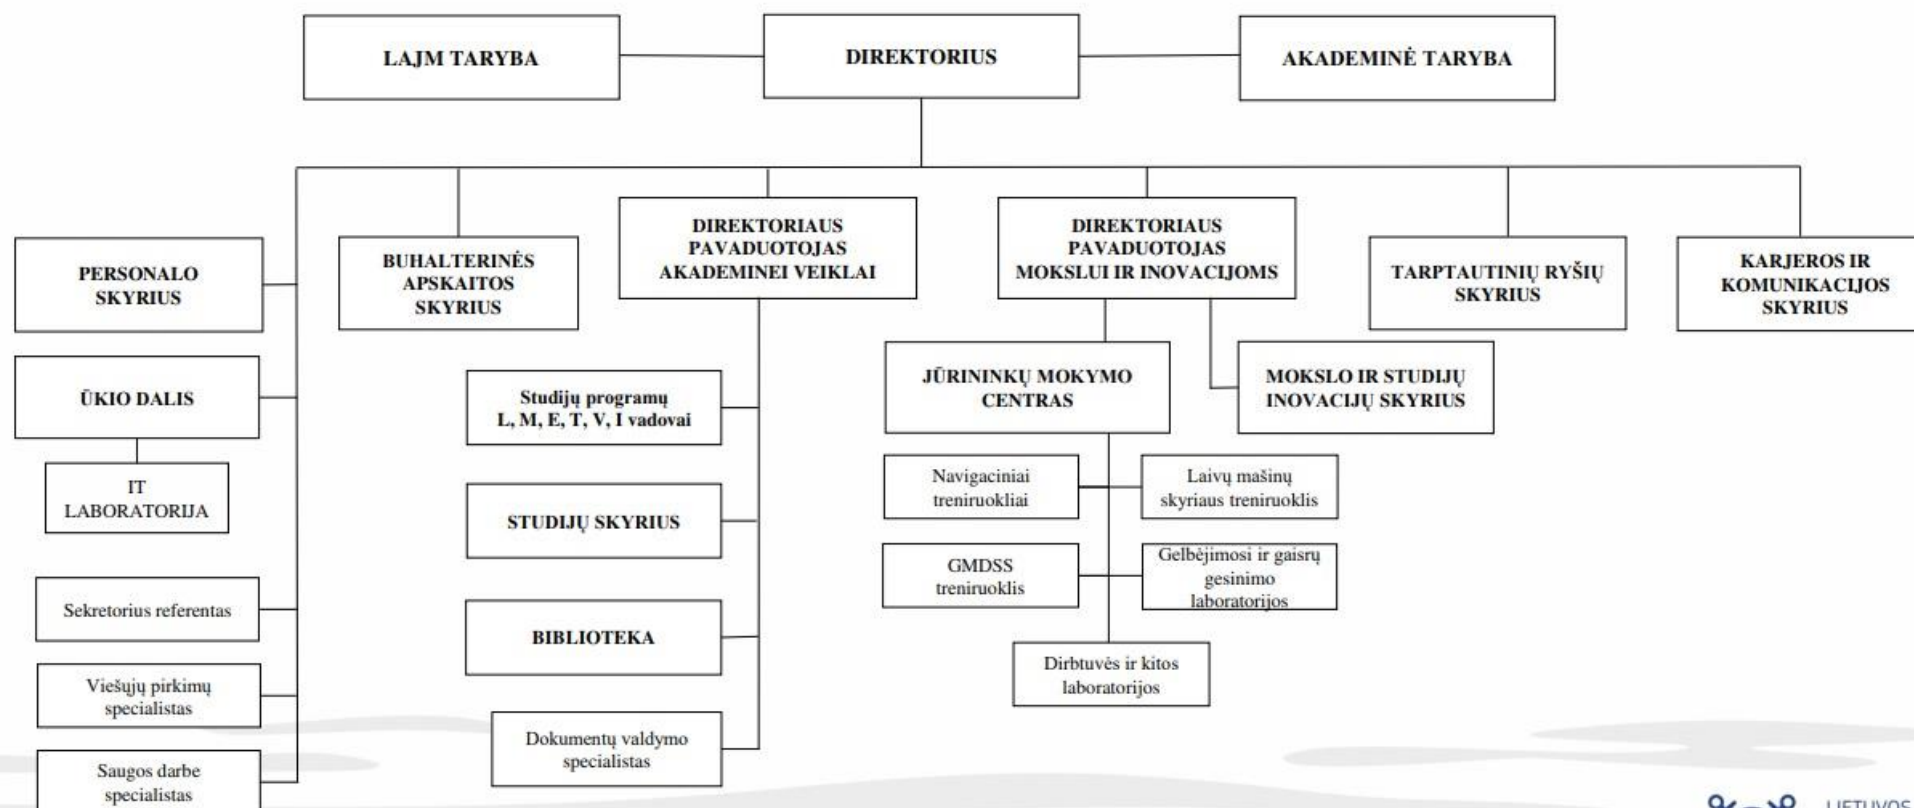 LAJM TARYBA
DIREKTORIUS
AKADEMINĖ TARYBA
PERSONALO
SKYRIUS
BUHALTERINĖS
APSKAITOS
SKYRIUS
DIREKTORIAUS
PAVADUOTOJAS
AKADEMINEI VEIKLAI
DIREKTORIAUS
PAVADUOTOJAS
MOKSLUI IR INOVACIJOMS
TARPTAUTINIŲ RYŠIŲ
SKYRIUS
KARJEROS IR
KOMUNIKACIJOS
SKYRIUS
ŪKIO DALIS
IT
LABORATORIJA
Sekretorius referentas
Viešųjų pirkimų
specialistas
Saugos darbe
specialistas
Studijų programų
L, M, E, T, V, I vadovai
STUDIJŲ SKYRIUS
BIBLIOTEKA
Dokumentų valdymo
specialistas
JŪRININKŲ MOKYMO
CENTRAS
MOKSLO IR STUDIJŲ
INOVACIJŲ SKYRIUS
Navigaciniai
treniruokliai
Laivų mašinų
skyriaus treniruoklis
GMDSS
treniruoklis
Gelbėjimosi ir gaisrų
gesinimo
laboratorijos
Dirbtuvės ir kitos
laboratorijos
LIETUVOS